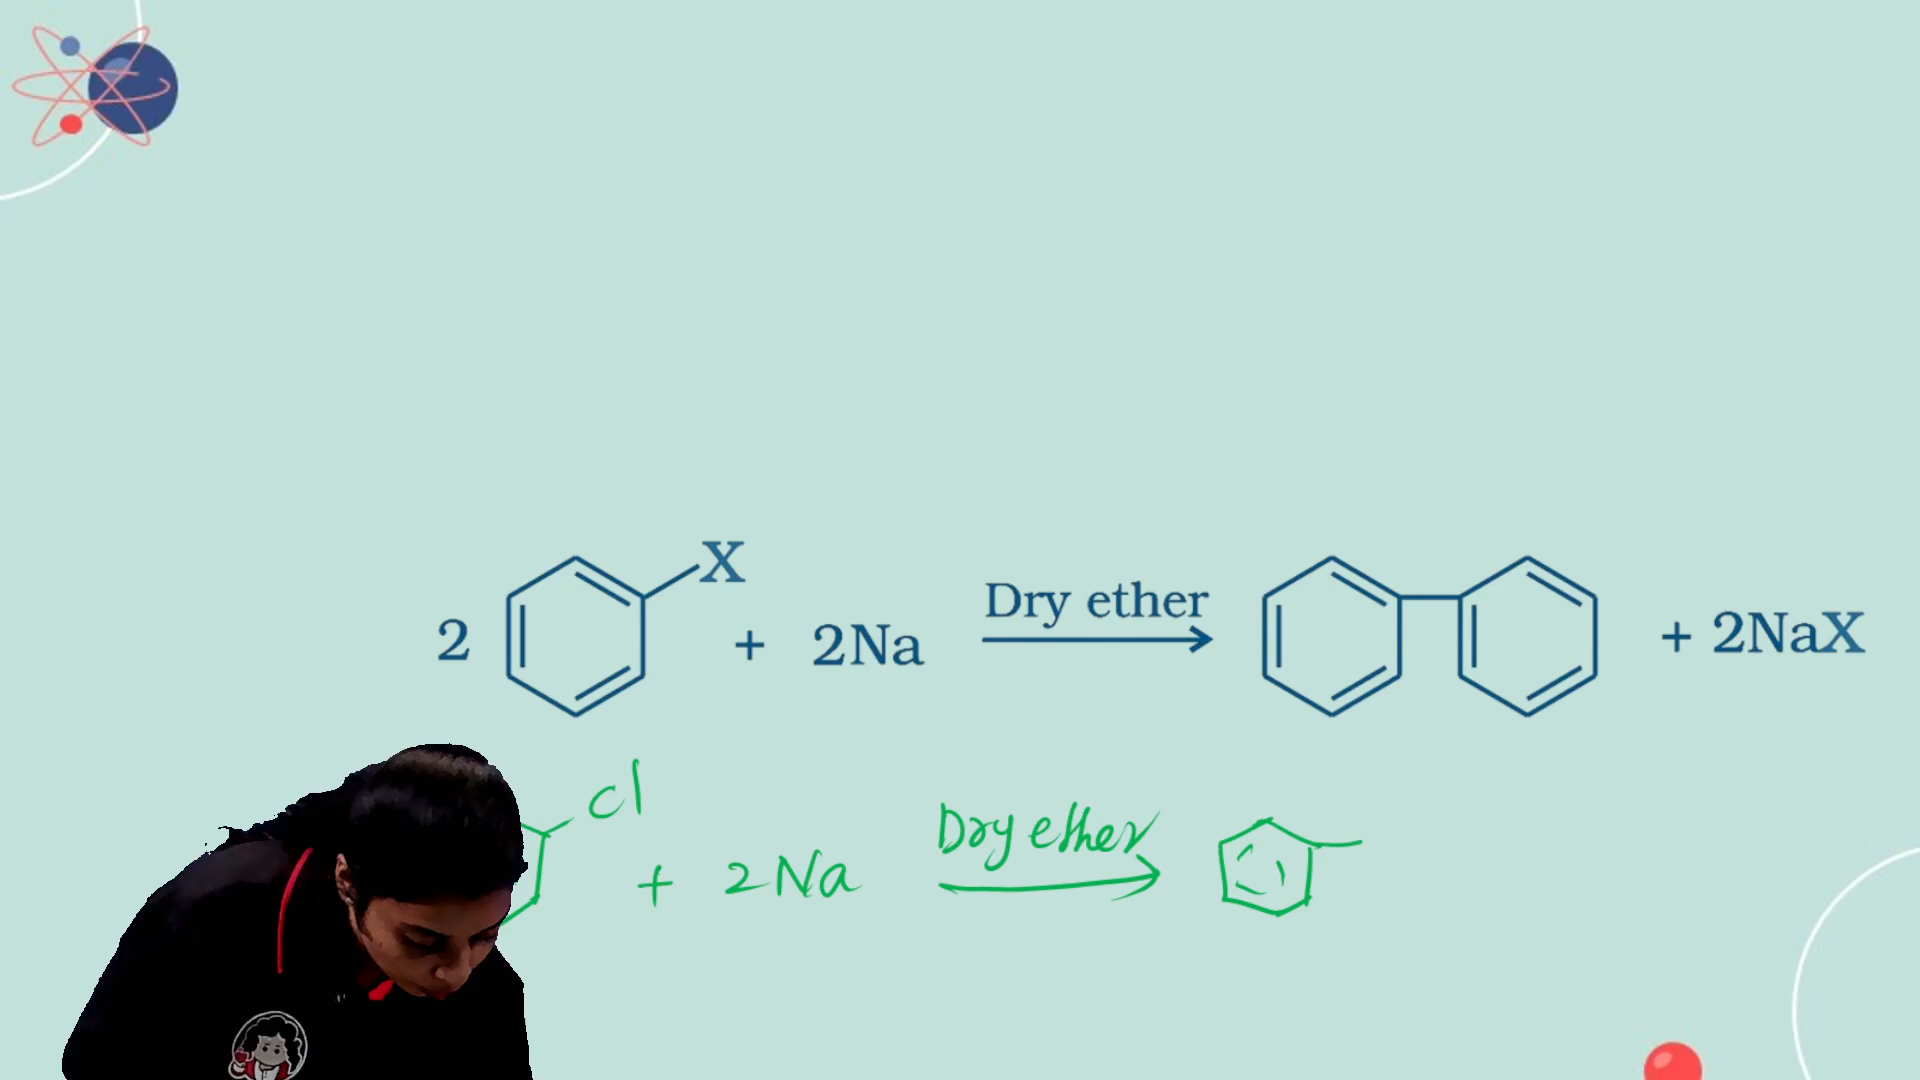 2 X + 2Na Dry ether + 2NaX
Cl + 2Na Dry ether